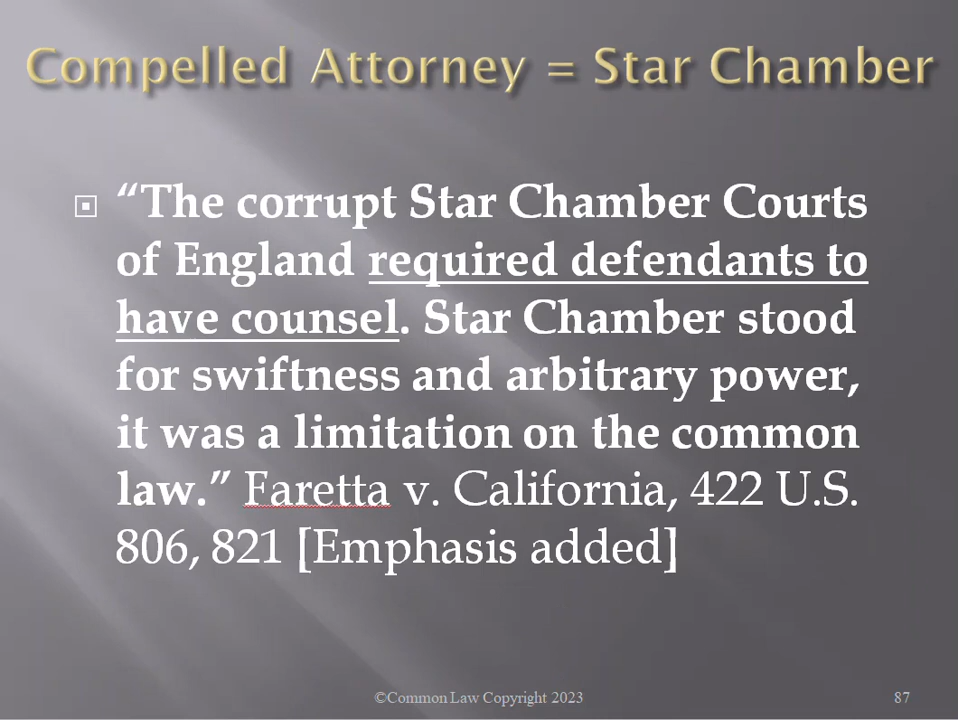 Compelled Attorney = Star Chamber
“The corrupt Star Chamber Courts
of England required defendants to
have counsel. Star Chamber stood
for swiftness and arbitrary power,
it was a limitation on the common
law.” Faretta v. California, 422 U.S.
806, 821 [Emphasis added]
©Common Law Copyright 2023
87